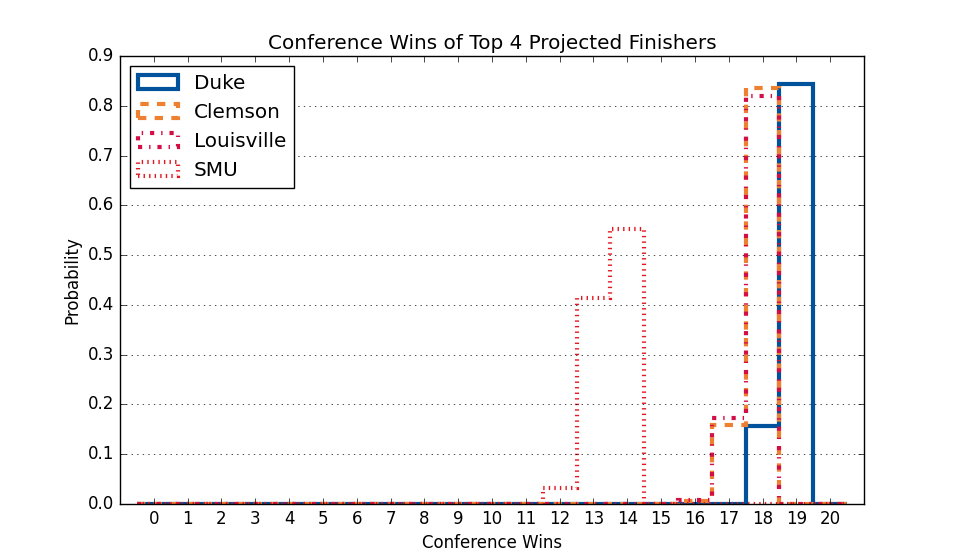 Conference Wins of Top 4 Projected Finishers
0.9
0.8
0.7
0.6
0.5
0.4
0.3
0.2
0.1
0.0
Probability
Duke
Clemson
Louisville
SMU
0 1 2 3 4 5 6 7 8 9 10 11 12 13 14 15 16 17 18 19 20
Conference Wins